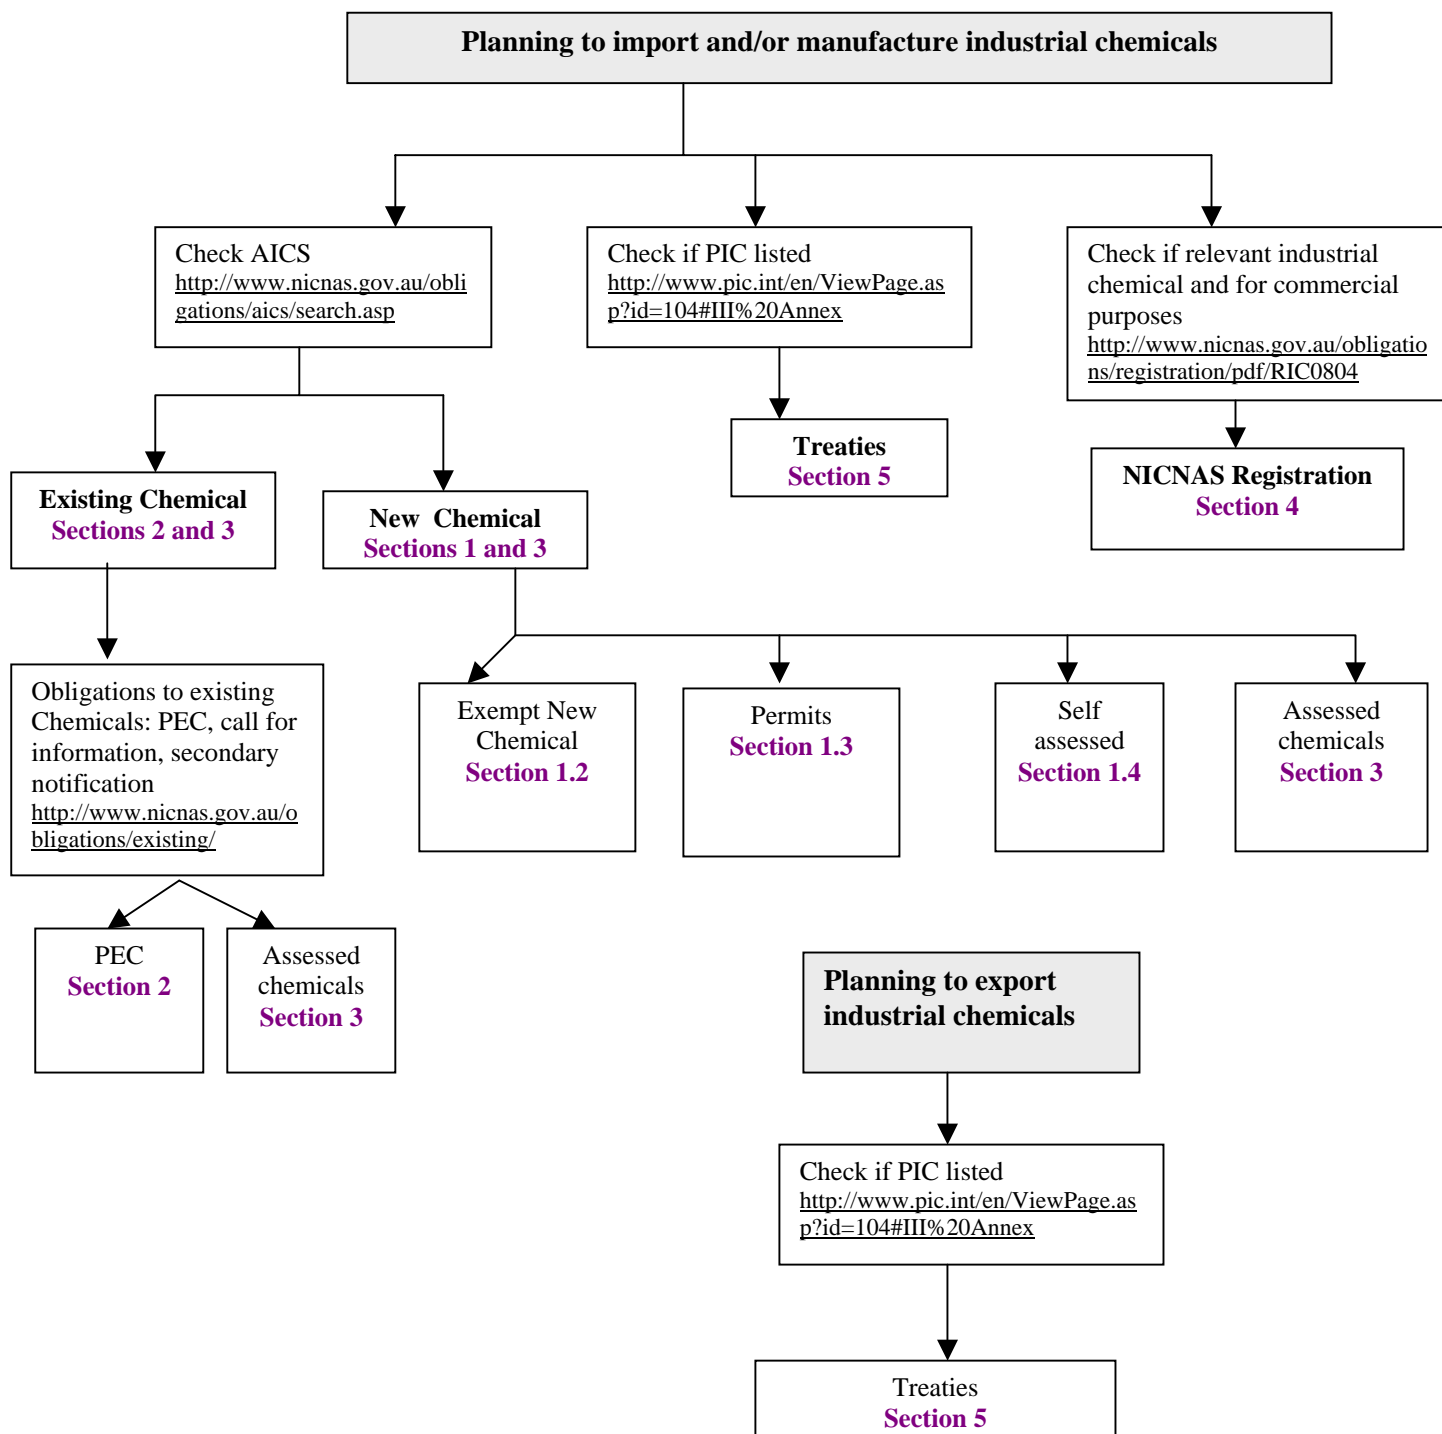 Planning to import and/or manufacture industrial chemicals
Check AICS
http://www.nicnas.gov.au/obli
gations/aics/search.asp
Check if PIC listed
http://www.pic.int/en/ViewPage.as
p?id=104#III%20Annex
Check if relevant industrial
chemical and for commercial
purposes
http://www.nicnas.gov.au/obligatio
ns/registration/pdf/RIC0804
Treaties
Section 5
NICNAS Registration
Section 4
Existing Chemical
Sections 2 and 3
New  Chemical
Sections 1 and 3
Obligations to existing
Chemicals: PEC, call for
information, secondary
notification
http://www.nicnas.gov.au/o
bligations/existing/
Exempt New
Chemical
Section 1.2
Permits
Section 1.3
Self
assessed
Section 1.4
Assessed
chemicals
Section 3
PEC
Section 2
Assessed
chemicals
Section 3
Planning to export
industrial chemicals
Check if PIC listed
http://www.pic.int/en/ViewPage.as
p?id=104#III%20Annex
Treaties
Section 5